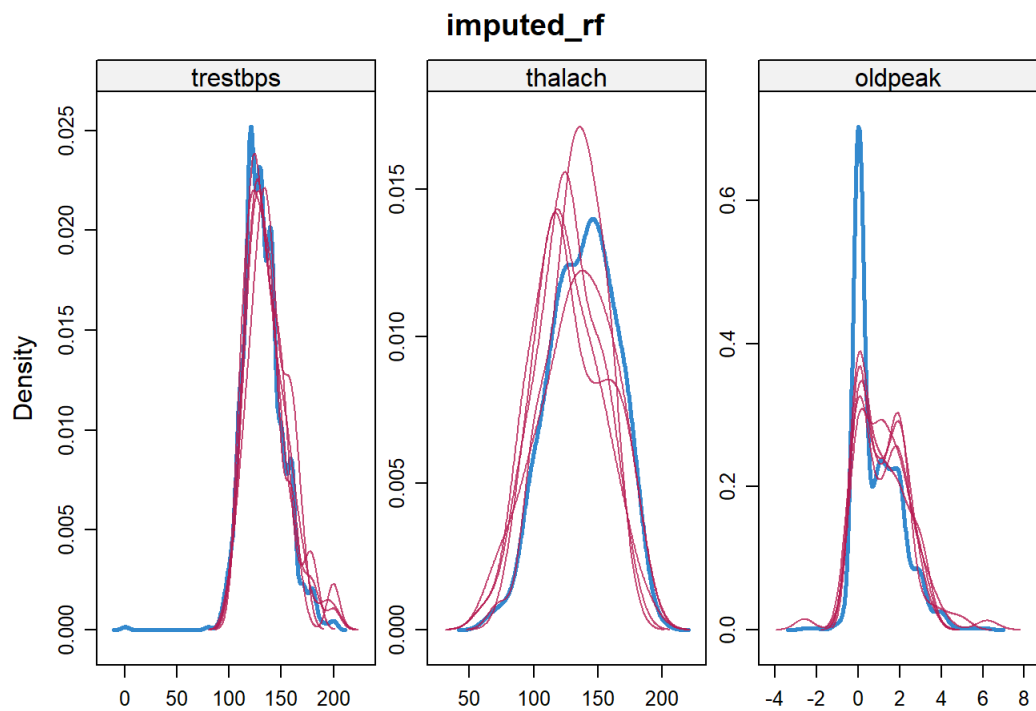 imputed_rf
trestbps thalach oldpeak
Density
0.000 0.005 0.010 0.015 0.020 0.025
0 50 100 150 200
0.000 0.005 0.010 0.015
50 100 150 200
0.0 0.2 0.4 0.6
-4 -2 0 2 4 6 8